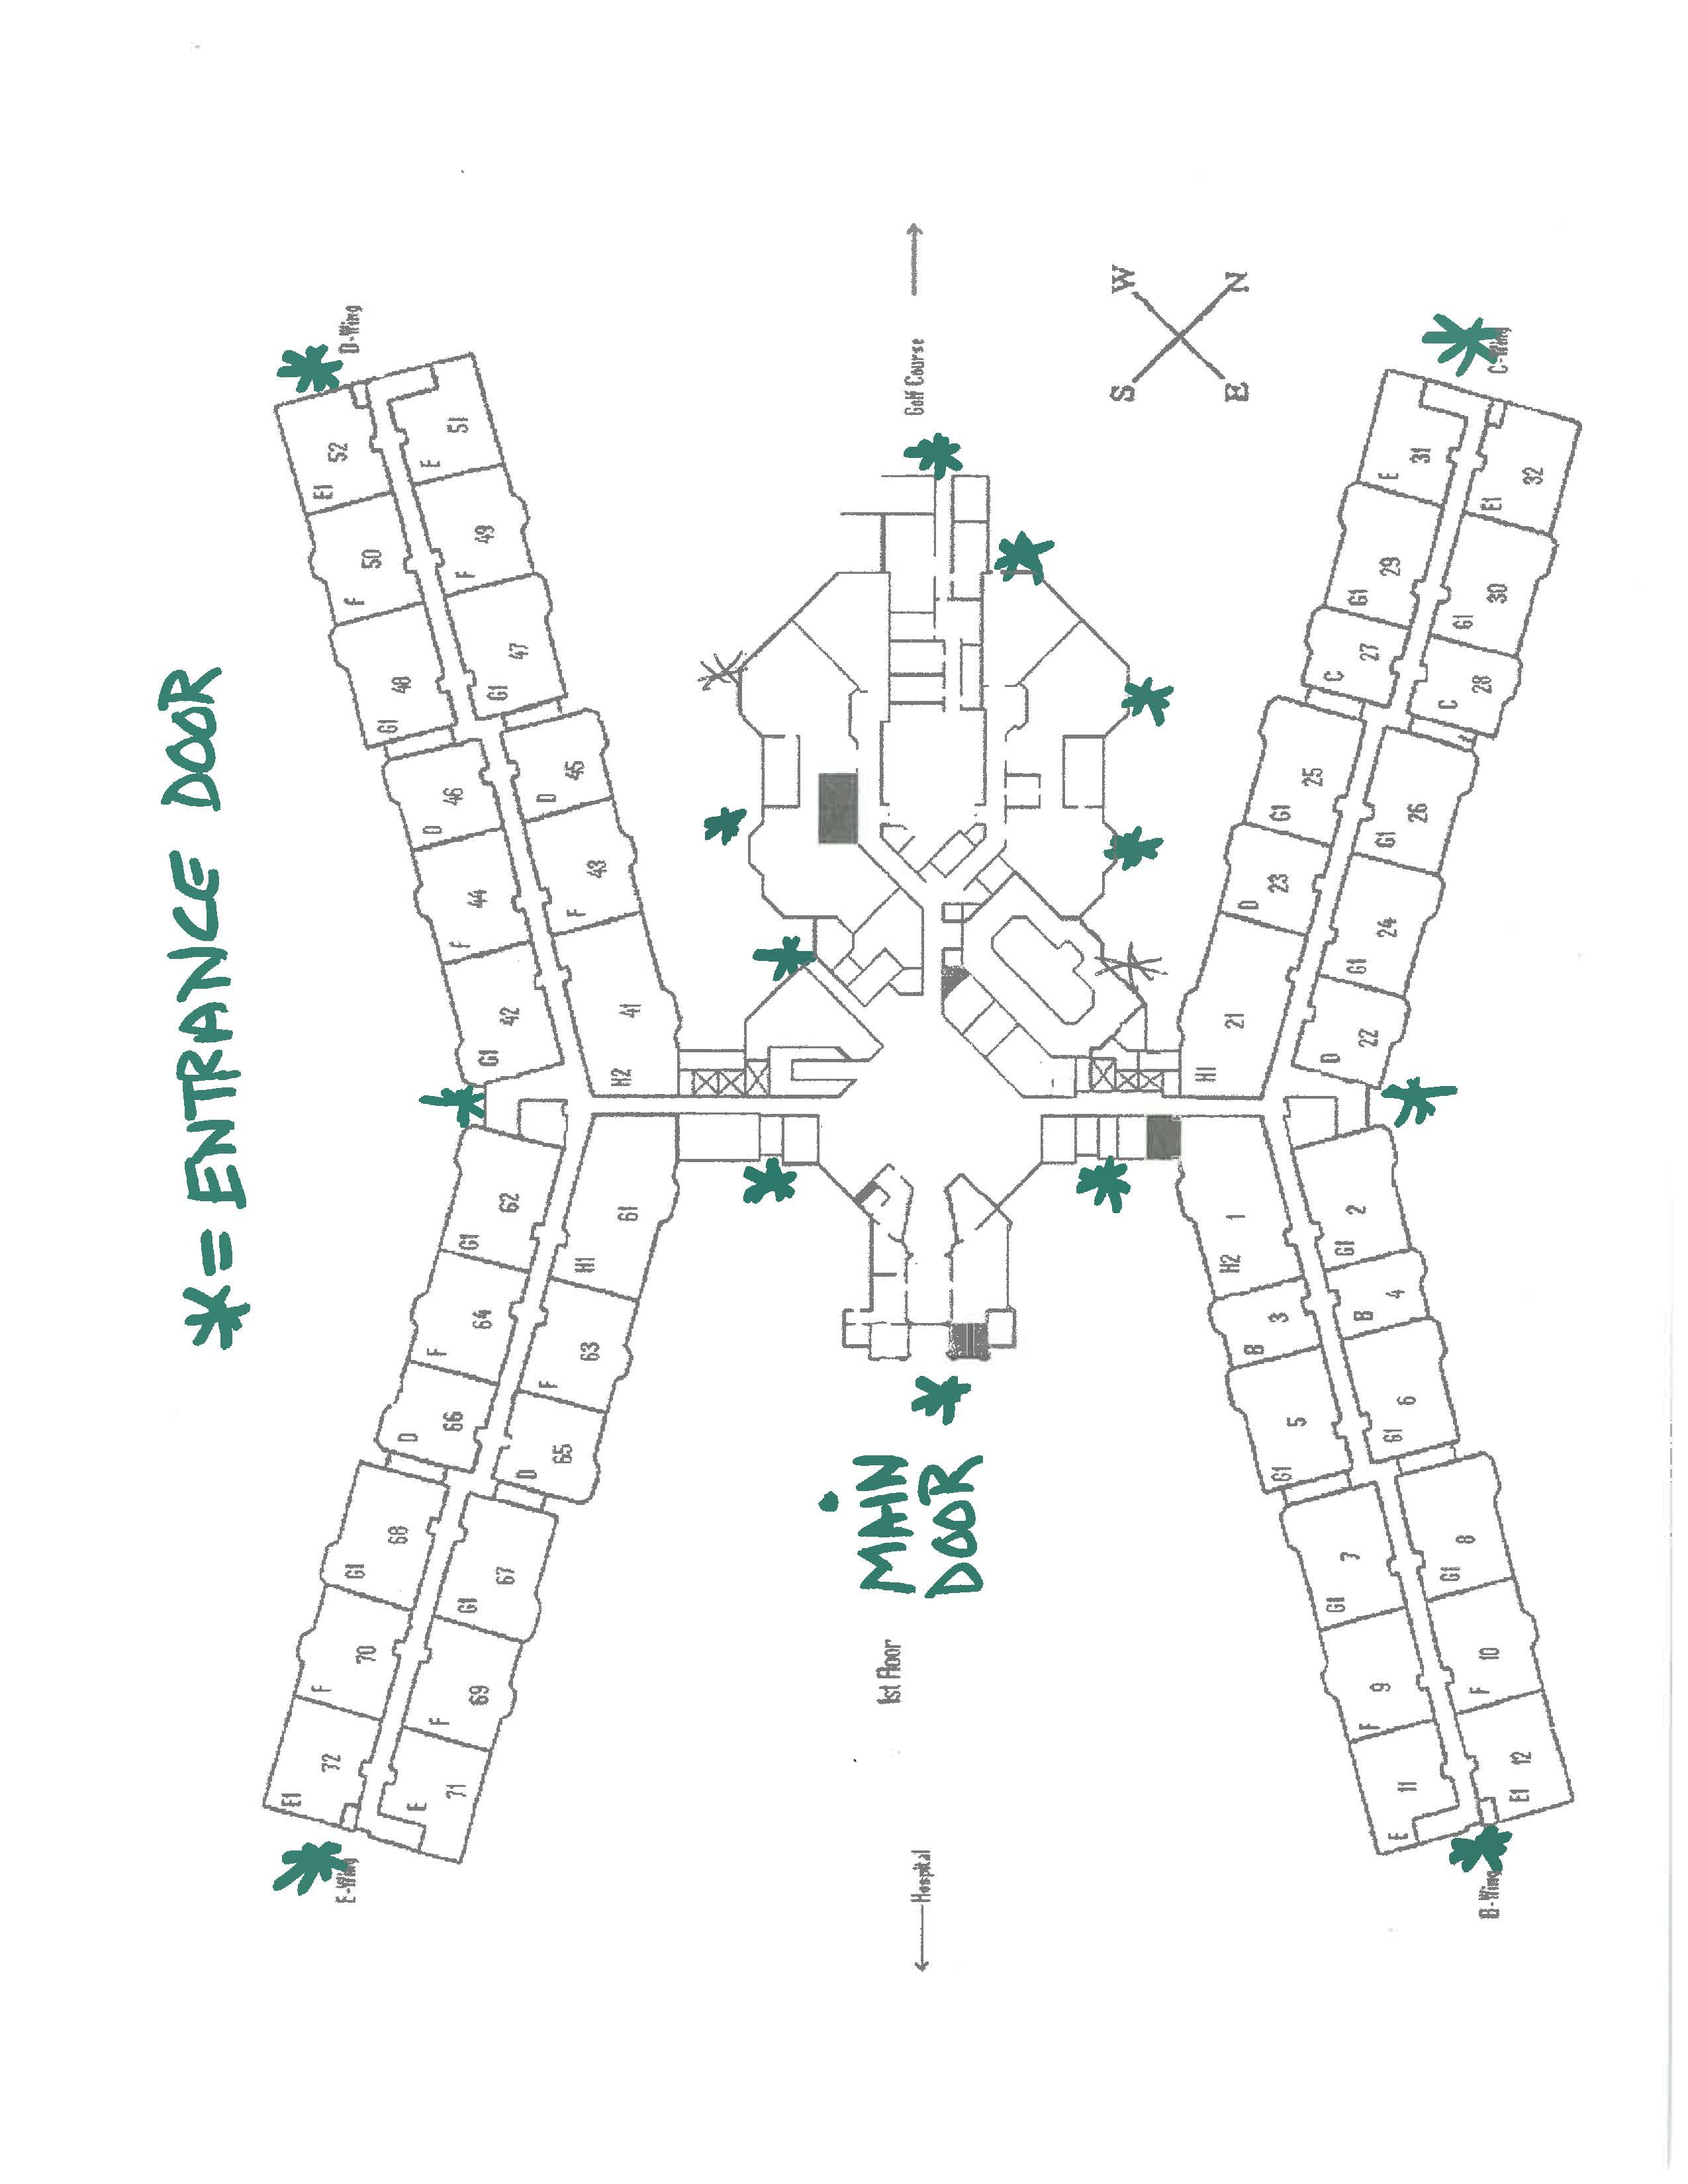 * = ENTRANCE DOOR
D-Wing
E1 52
E 51
F 50
F 49
G1 48
G1 47
D 46
D 45
F 44
F 43
G1 42
H2 41
G1 62
H1 61
F 64
F 63
D 66
D 65
G1 68
G1 67
F 70
F 69
E1 72
E 71
E-Wing
Golf Course
MAIN
DOOR
1st Floor
Hospital
W
N
S
E
C-Wing
E 31
E1 32
G1 29
G1 30
C 27
C 28
G1 25
G1 26
D 23
G1 24
H1 21
D 22
H2 1
G1 2
B 3
B 4
G1 5
G1 6
G1 7
G1 8
F 9
F 10
E 11
E1 12
B-Wing